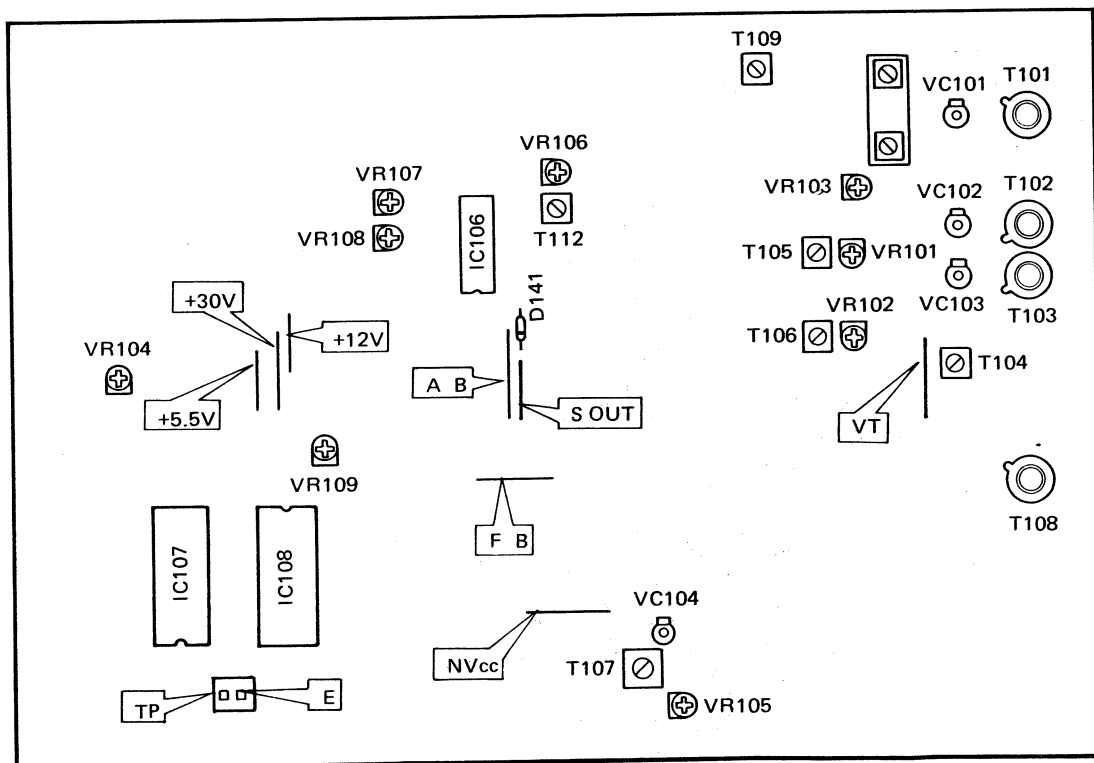 T109
VC101
T101
VR106
VR107
VR103
VC102
T102
VR108
IC106
T112
T105
VR101
+30V
D141
VC103
VR102
T103
+12V
T106
VR104
T104
A B
+5.5V
S OUT
VT
VR109
T108
F B
IC107
IC108
VC104
NVcc
T107
TP
E
VR105